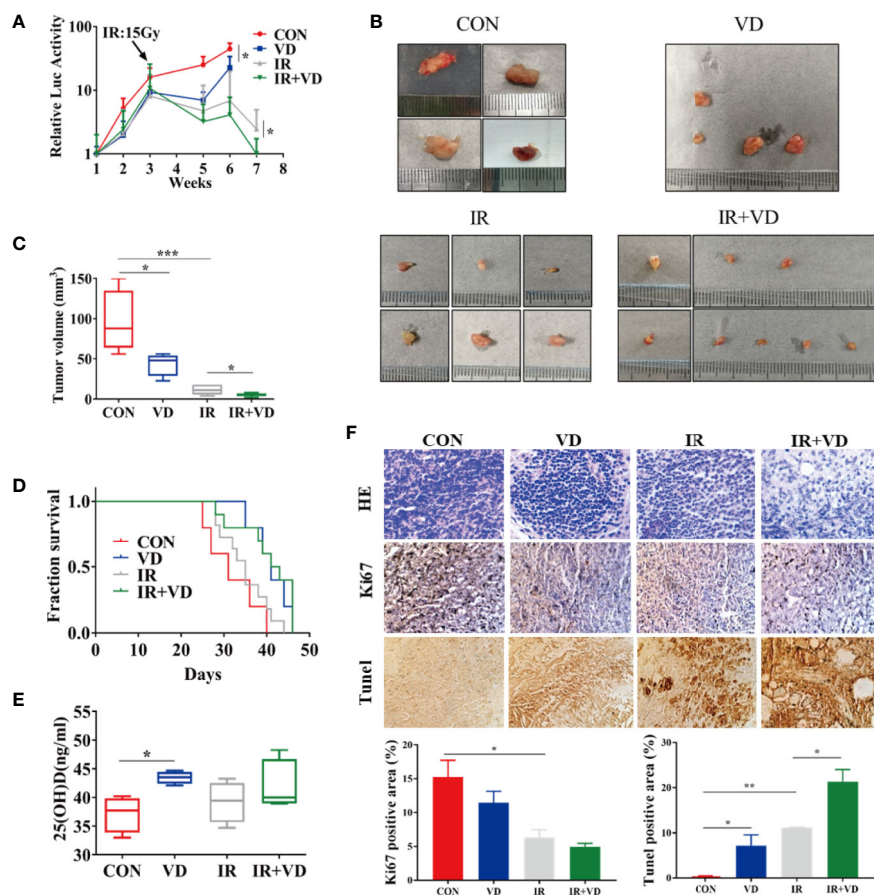 A
IR:15Gy
CON
VD
IR
IR+VD
*
*
Relative Luc Activity
100
10
1
1 2 3 4 5 6 7 8
Weeks
B
CON
VD
IR
IR+VD
C
***
*
*
Tumor volume (mm³)
150
100
50
0
CON VD IR IR+VD
D
Fraction survival
1.0
0.5
0.0
CON
VD
IR
IR+VD
0 10 20 30 40 50
Days
E
25(OH)D(ng/ml)
55
50
45
40
35
30
*
CON VD IR IR+VD
F
CON VD IR IR+VD
HE
Ki67
Tunel
Ki67 positive area (%)
20
15
10
5
0
*
CON VD IR IR+VD
Tunel positive area (%)
30
20
10
0
*
**
*
CON VD IR IR+VD